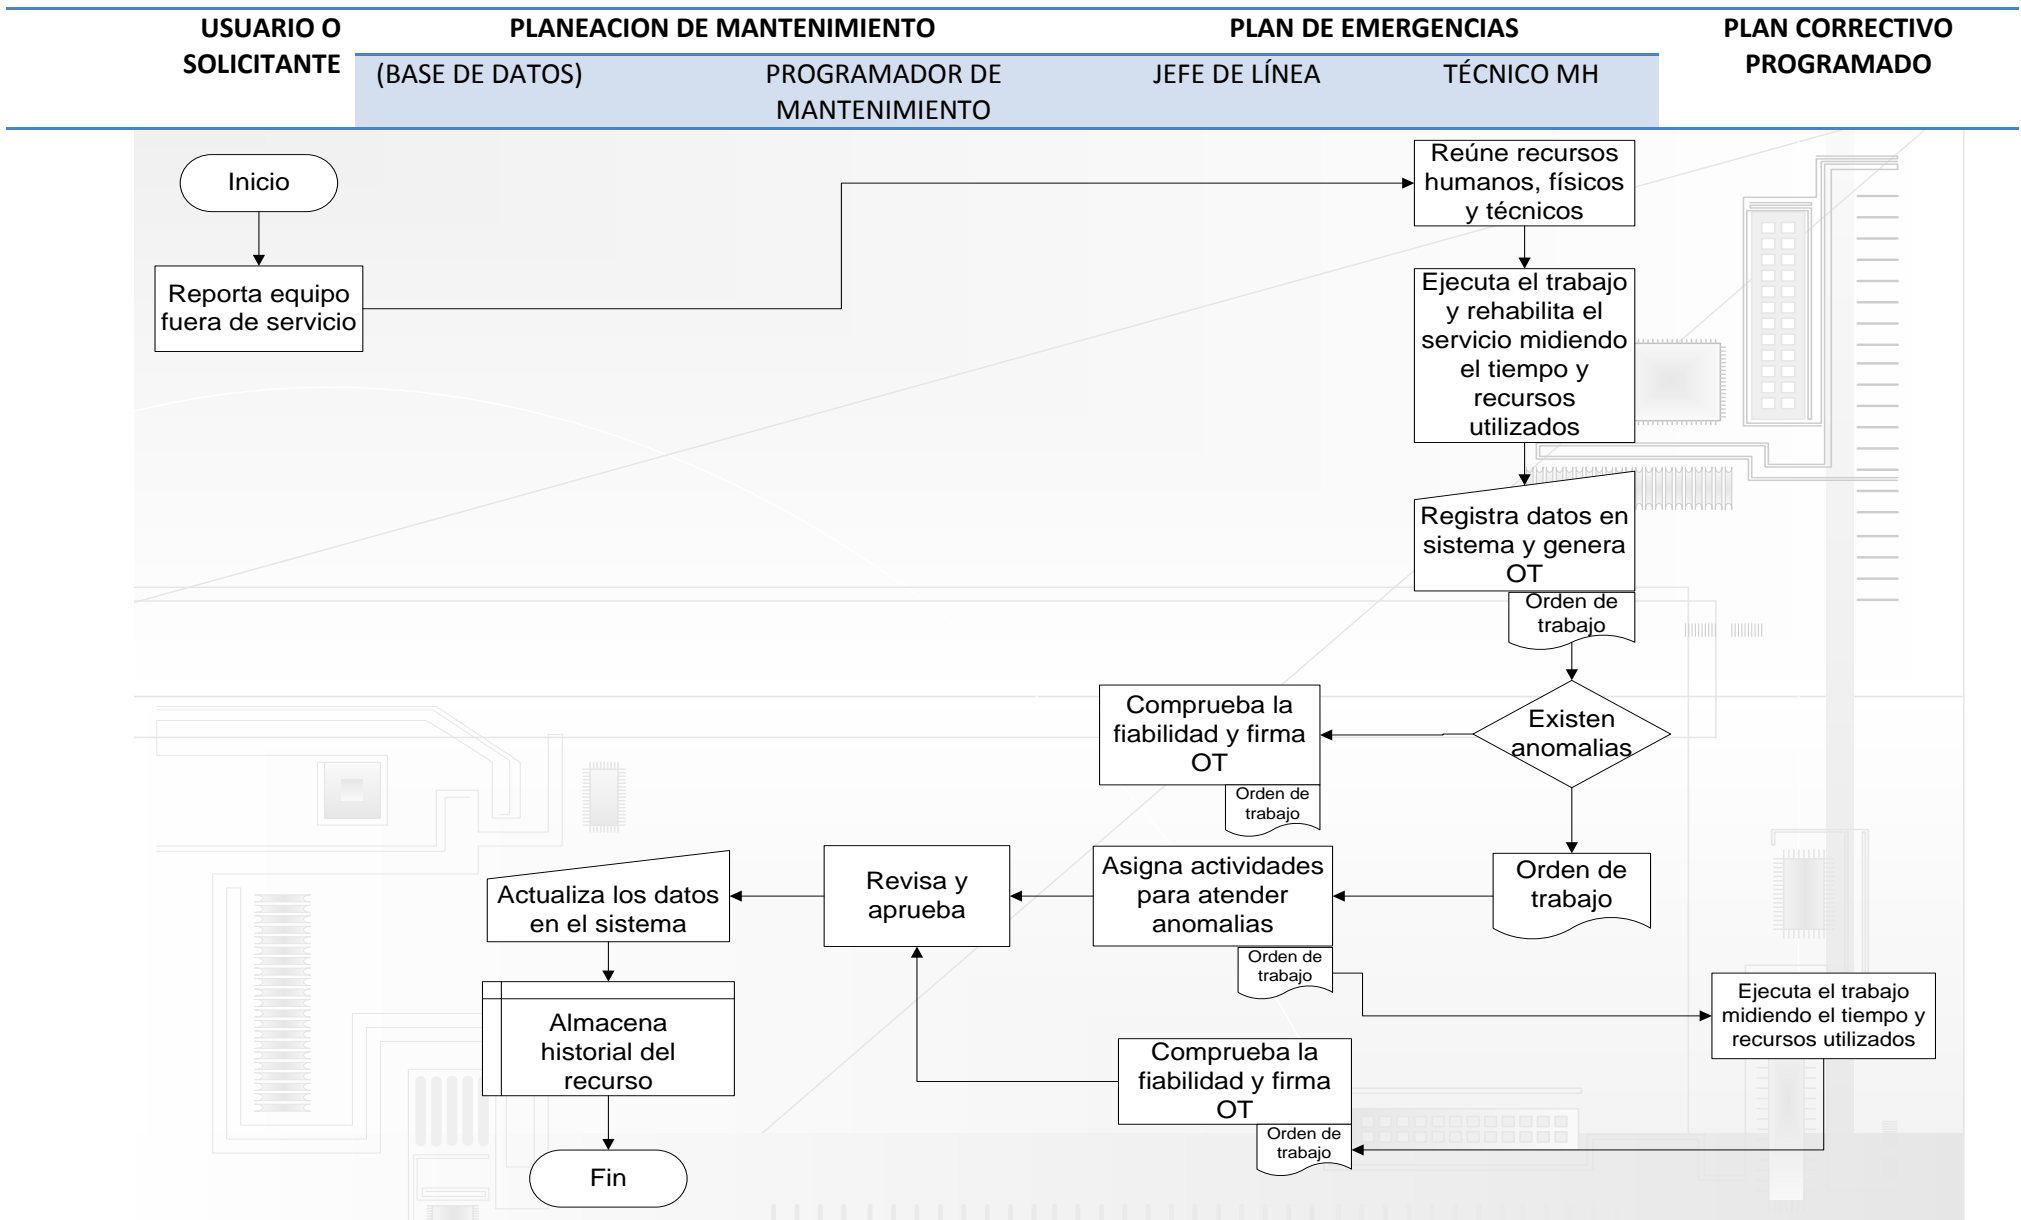 USUARIO O
SOLICITANTE
PLANEACION DE MANTENIMIENTO
PLAN DE EMERGENCIAS
PLAN CORRECTIVO
PROGRAMADO
(BASE DE DATOS)
PROGRAMADOR DE
MANTENIMIENTO
JEFE DE LÍNEA
TÉCNICO MH
Inicio
Reporta equipo
fuera de servicio
Reúne recursos
humanos, físicos
y técnicos
Ejecuta el trabajo
y rehabilita el
servicio midiendo
el tiempo y
recursos
utilizados
Registra datos en
sistema y genera
OT
Orden de
trabajo
Existen
anomalias
Comprueba la
fiabilidad y firma
OT
Orden de
trabajo
Orden de
trabajo
Asigna actividades
para atender
anomalias
Orden de
trabajo
Revisa y
aprueba
Actualiza los datos
en el sistema
Ejecuta el trabajo
midiendo el tiempo y
recursos utilizados
Comprueba la
fiabilidad y firma
OT
Orden de
trabajo
Almacena
historial del
recurso
Fin